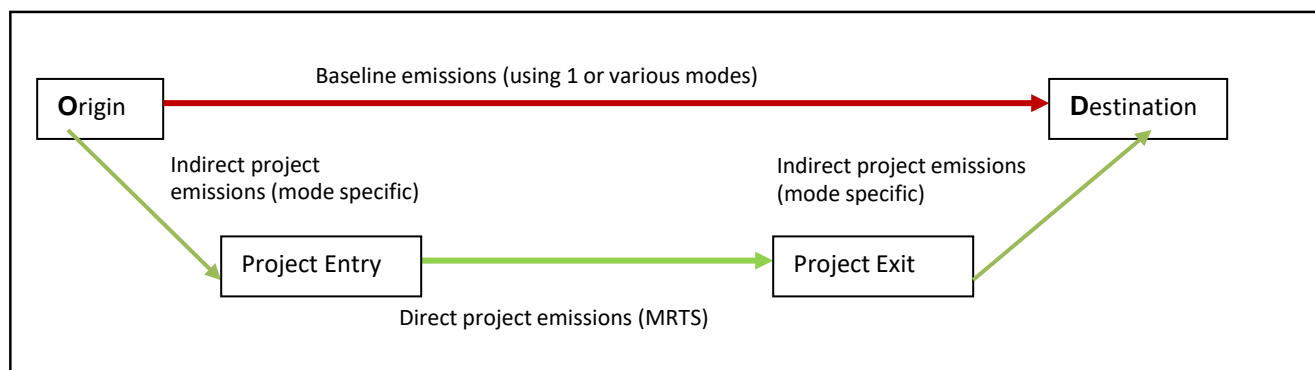 Baseline emissions (using 1 or various modes)
Origin
Destination
Indirect project
emissions (mode specific)
Indirect project emissions
(mode specific)
Project Entry
Project Exit
Direct project emissions (MRTS)